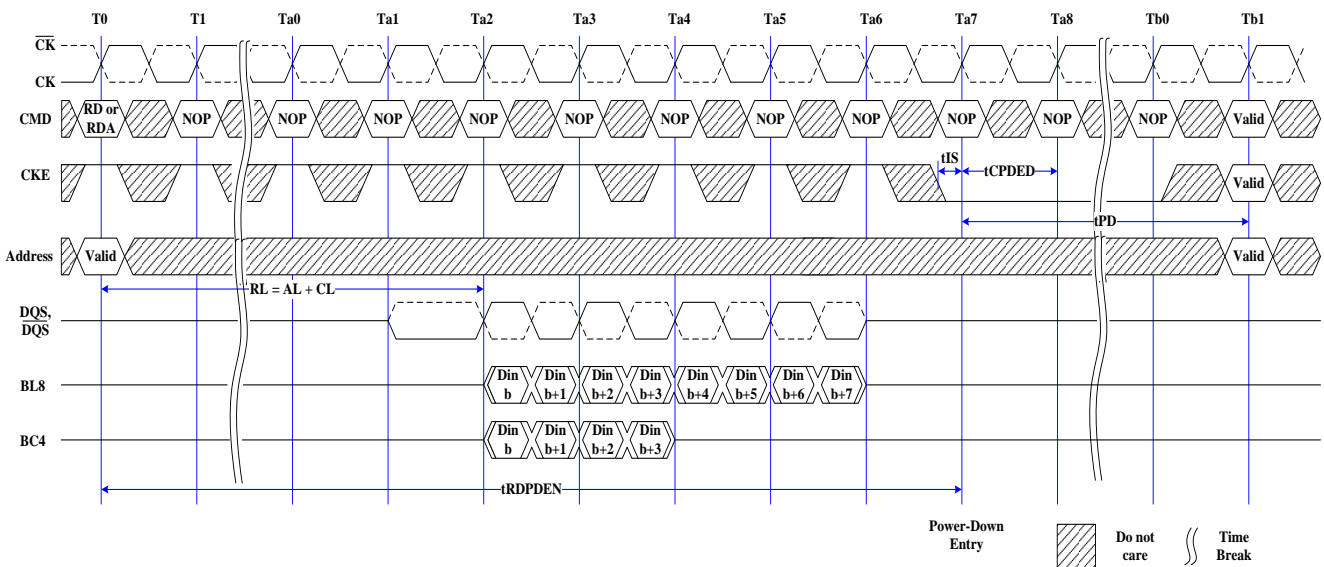 T0 T1 Ta0 Ta1 Ta2 Ta3 Ta4 Ta5 Ta6 Ta7 Ta8 Tb0 Tb1
CK
CK
CMD RD or RDA NOP NOP NOP NOP NOP NOP NOP NOP NOP NOP NOP Valid
CKE tIS tCPDED Valid
tPD
Address Valid Valid
RL = AL + CL
DQS,
DQS
BL8 Din b Din b+1 Din b+2 Din b+3 Din b+4 Din b+5 Din b+6 Din b+7
BC4 Din b Din b+1 Din b+2 Din b+3
tRDPDEN
Power-Down
Entry
Do not
care
Time
Break